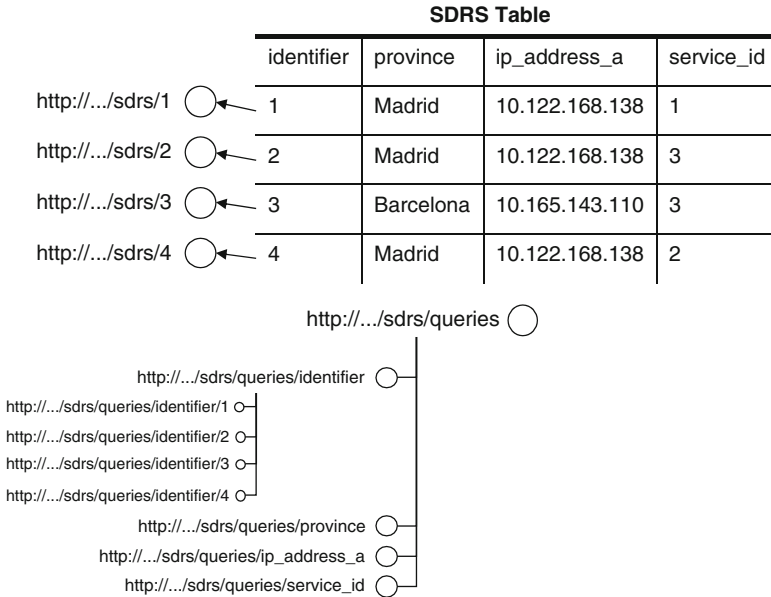 SDRS Table
identifier province ip_address_a service_id
http://.../sdrs/1 1 Madrid 10.122.168.138 1
http://.../sdrs/2 2 Madrid 10.122.168.138 3
http://.../sdrs/3 3 Barcelona 10.165.143.110 3
http://.../sdrs/4 4 Madrid 10.122.168.138 2
http://.../sdrs/queries
http://.../sdrs/queries/identifier
http://.../sdrs/queries/identifier/1
http://.../sdrs/queries/identifier/2
http://.../sdrs/queries/identifier/3
http://.../sdrs/queries/identifier/4
http://.../sdrs/queries/province
http://.../sdrs/queries/ip_address_a
http://.../sdrs/queries/service_id